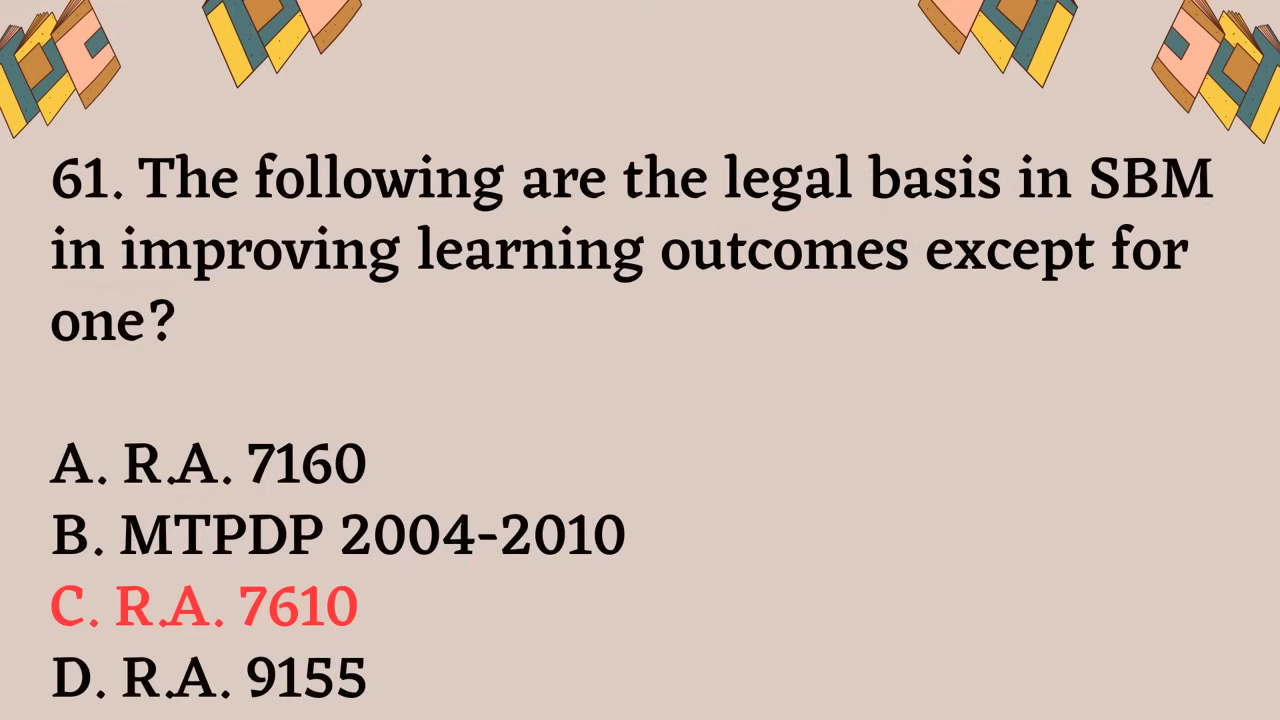 61. The following are the legal basis in SBM
in improving learning outcomes except for
one?
A. R.A. 7160
B. MTPDP 2004-2010
C. R.A. 7610
D. R.A. 9155